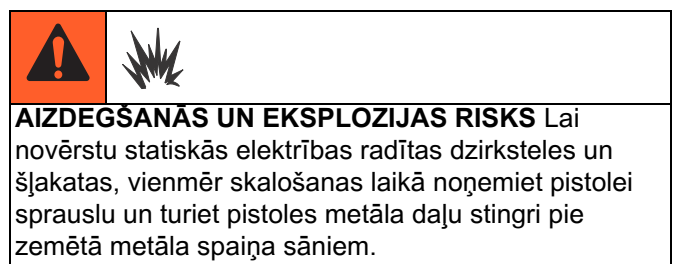 AIZDEGŠANĀS UN EKSPLOZIJAS RISKS Lai
novērstu statiskās elektrības radītas dzirksteles un
šļakatas, vienmēr skalošanas laikā noņemiet pistolei
sprauslu un turiet pistoles metāla daļu stingri pie
zemētā metāla spaiņa sāniem.